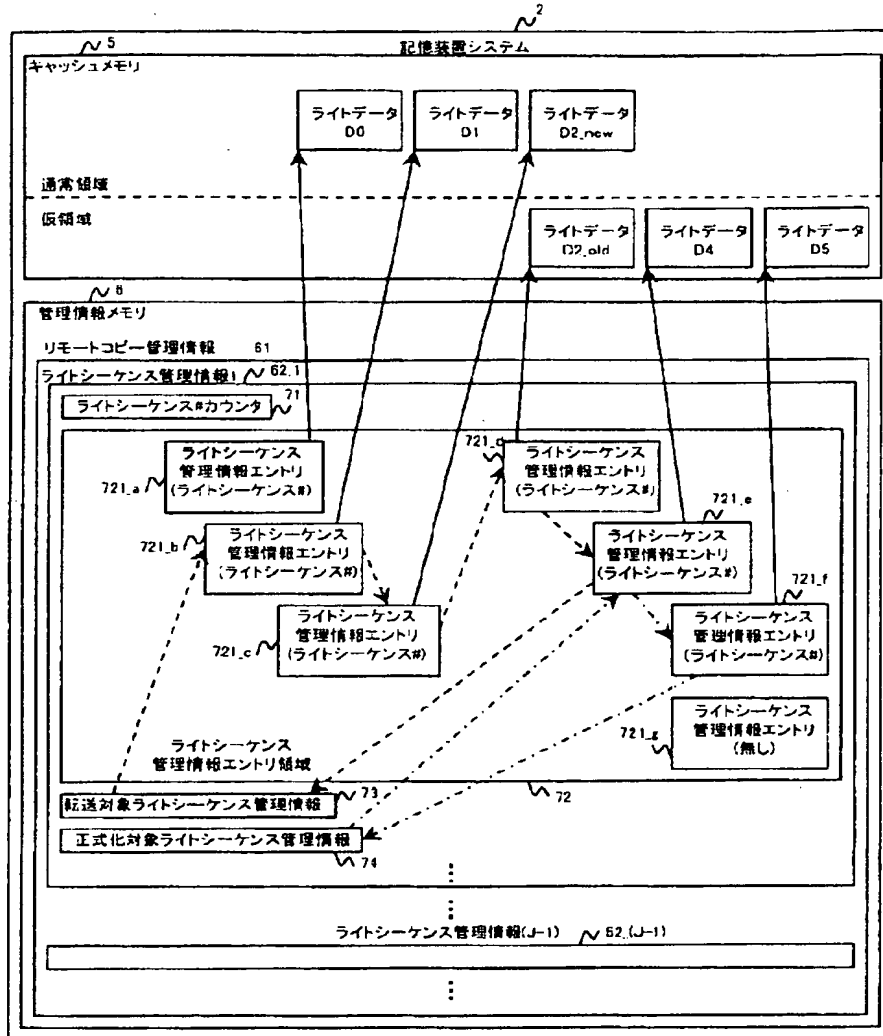 2
5
記憶装置システム
キャッシュメモリ
ライトデータ
D0
ライトデータ
D1
ライトデータ
D2_new
通常領域
仮領域
ライトデータ
D2_old
ライトデータ
D4
ライトデータ
D5
6
管理情報メモリ
リモートコピー管理情報 61
ライトシーケンス管理情報1 62_1
ライトシーケンス#カウンタ 71
ライトシーケンス
管理情報エントリ
(ライトシーケンス#)
721_a
721_d
ライトシーケンス
管理情報エントリ
(ライトシーケンス#)
721_b
ライトシーケンス
管理情報エントリ
(ライトシーケンス#)
721_e
ライトシーケンス
管理情報エントリ
(ライトシーケンス#)
721_c
ライトシーケンス
管理情報エントリ
(ライトシーケンス#)
721_f
ライトシーケンス
管理情報エントリ
(ライトシーケンス#)
721_g
ライトシーケンス
管理情報エントリ
(無し)
ライトシーケンス
管理情報エントリ領域
転送対象ライトシーケンス管理情報 73
72
正式化対象ライトシーケンス管理情報
74
ライトシーケンス管理情報(J-1) 62_(J-1)